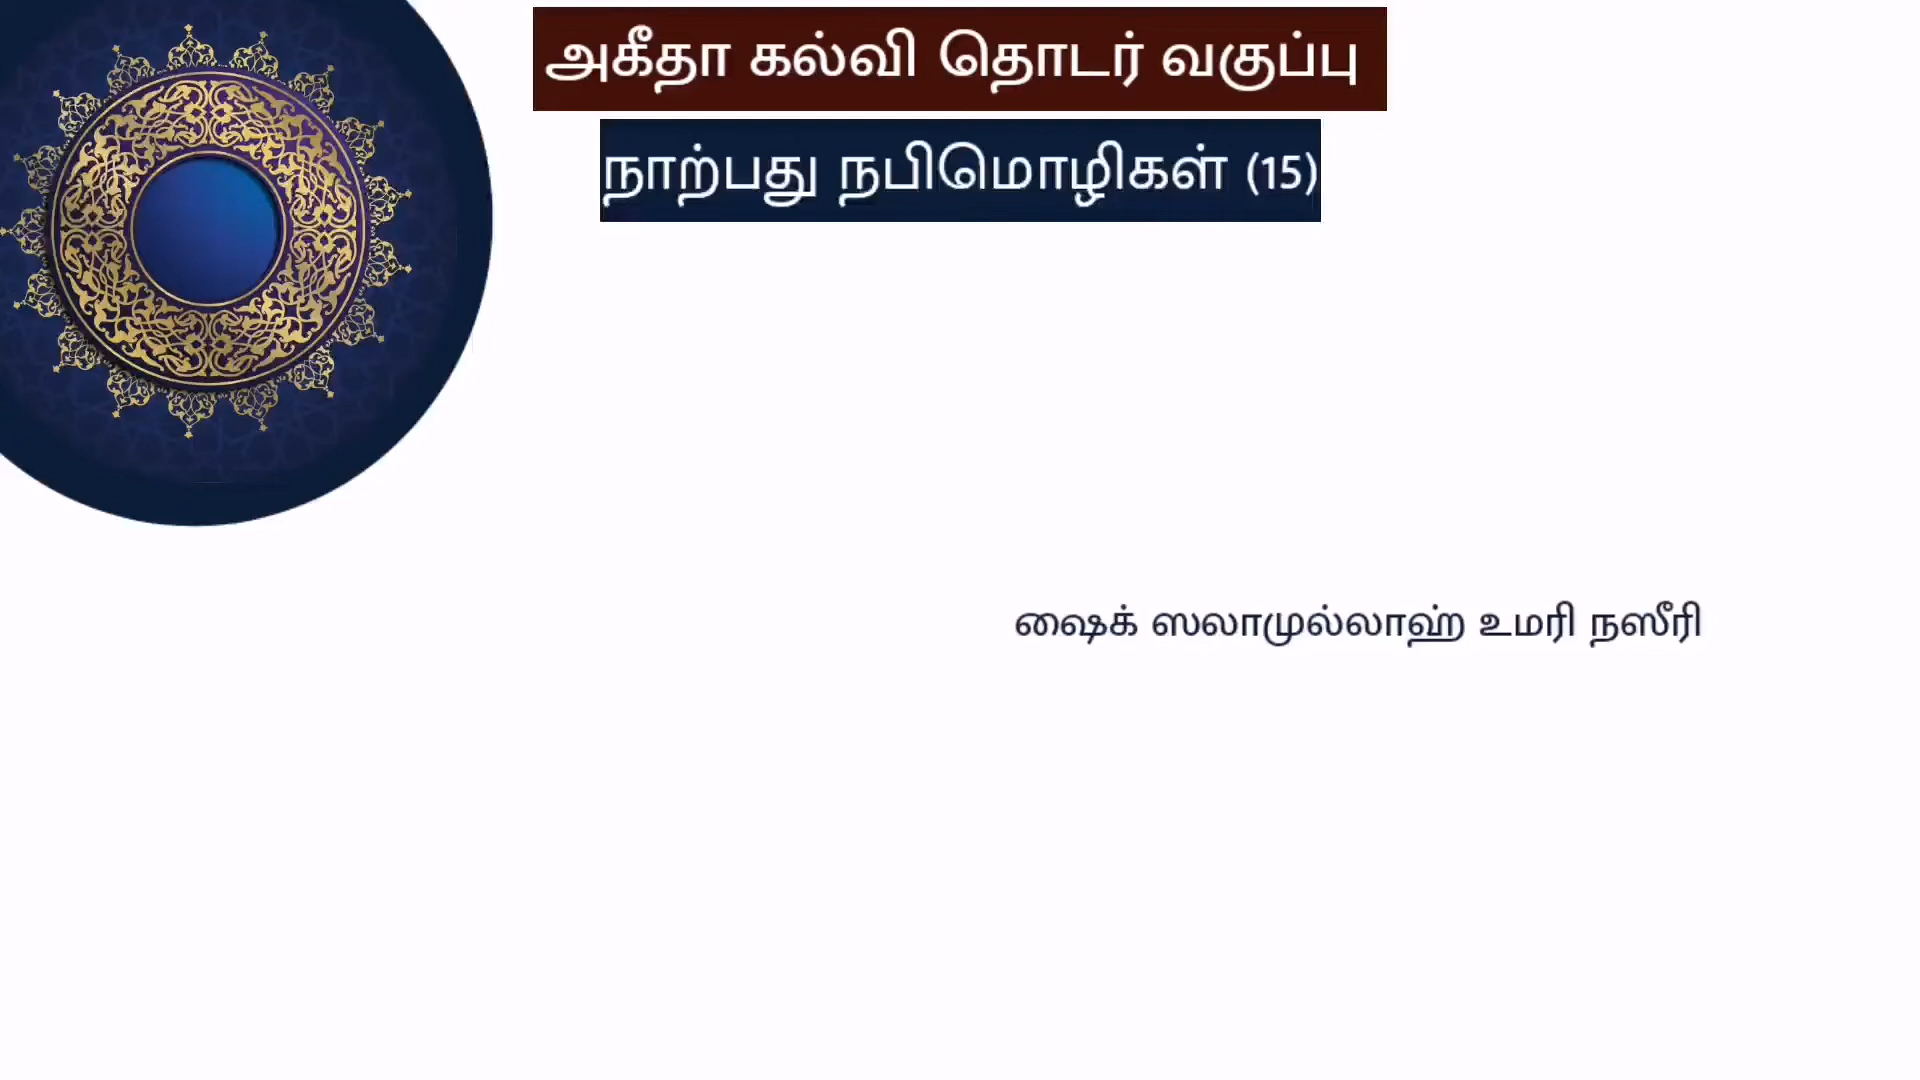 அகீதா கல்வி தொடர் வகுப்பு
நாற்பது நபிமொழிகள் (15)
ஷைக் ஸலாமுல்லாஹ் உமரி நஸீரி